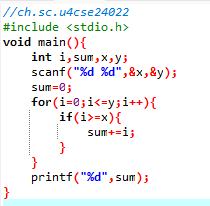 //ch.sc.u4cse24022
#include <stdio.h>
void main(){
    int i,sum,x,y;
    scanf("%d %d",&x,&y);
    sum=0;
    for(i=0;i<=y;i++){
        if(i>=x){
            sum+=i;
        }
    }
    printf("%d",sum);
}